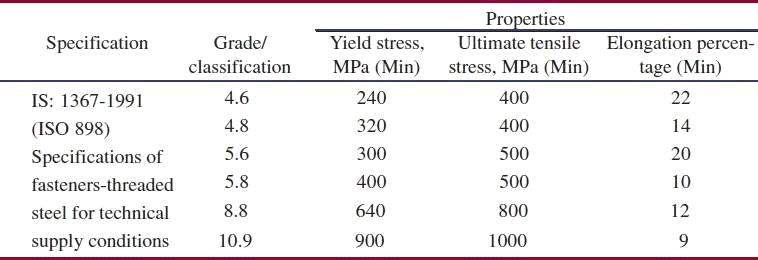 Properties
Specification Grade/ Yield stress, Ultimate tensile Elongation percen-
classification MPa (Min) stress, MPa (Min) tage (Min)
IS: 1367-1991 4.6 240 400 22
(ISO 898) 4.8 320 400 14
Specifications of 5.6 300 500 20
fasteners-threaded 5.8 400 500 10
steel for technical 8.8 640 800 12
supply conditions 10.9 900 1000 9